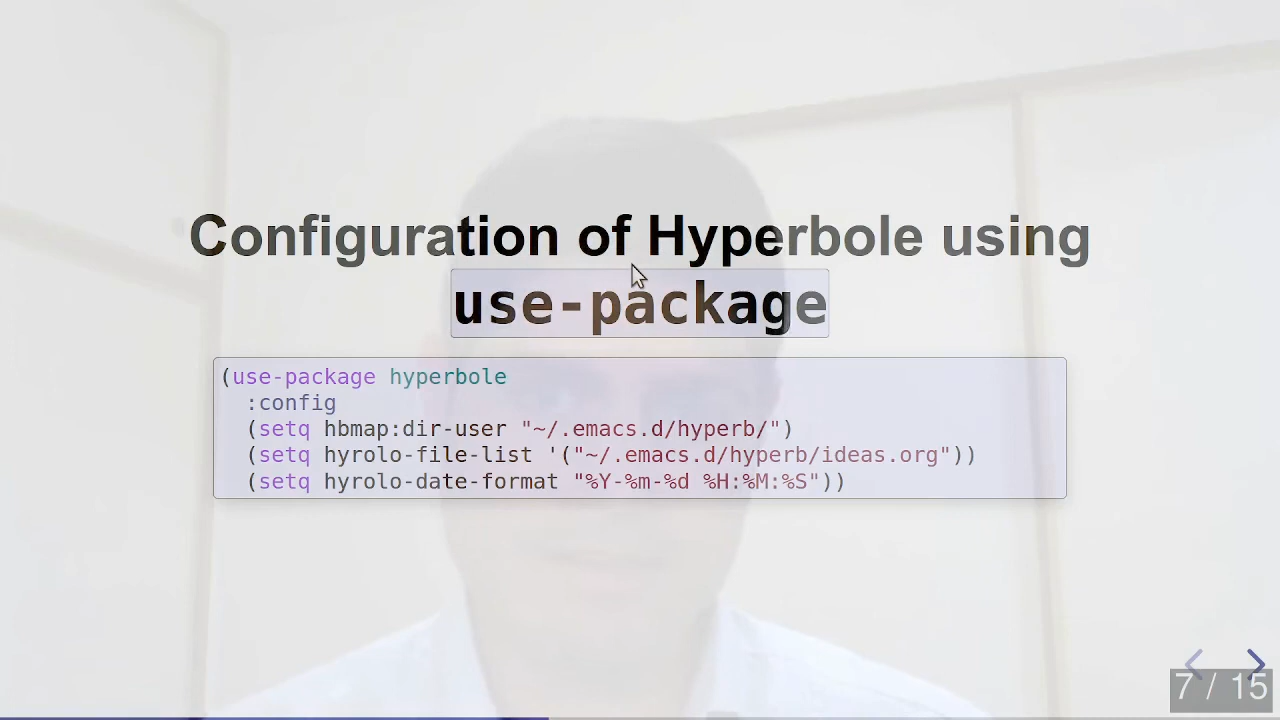 Configuration of Hyperbole using
use-package
(use-package hyperbole
  :config
  (setq hbmap:dir-user "~/.emacs.d/hyperb/")
  (setq hyrolo-file-list '("~/.emacs.d/hyperb/ideas.org"))
  (setq hyrolo-date-format "%Y-%m-%d %H:%M:%S"))
7 / 15